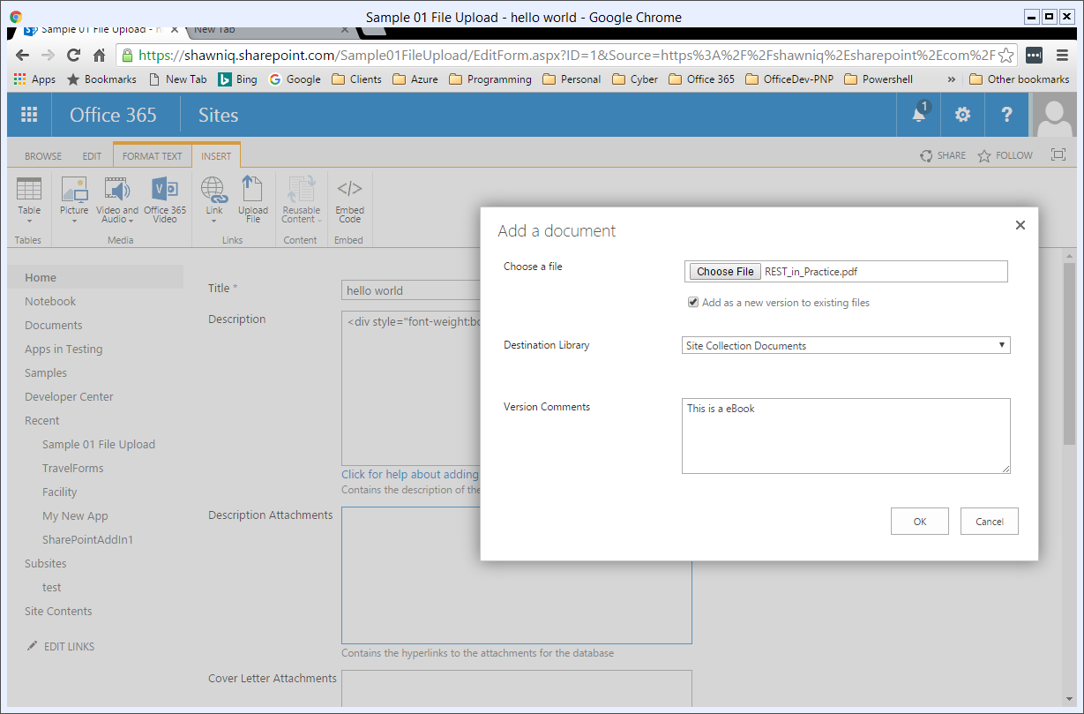 Sample 01 File Upload - hello world - Google Chrome
Sample 01 File Upload - hello world
New Tab
https://shawniq.sharepoint.com/Sample01FileUpload/EditForm.aspx?ID=1&Source=https%3A%2F%2Fshawniq%2Esharepoint%2Ecom%2F
Apps Bookmarks New Tab Bing Google Clients Azure Programming Personal Cyber Office 365 OfficeDev-PNP Powershell » Other bookmarks
Office 365 Sites 1 ?
BROWSE EDIT FORMAT TEXT INSERT SHARE FOLLOW
Table Picture Video and Audio Office 365 Video Link Upload File Reusable Content Embed Code
Tables Media Links Content Embed
Add a document
Choose a file Choose File REST_in_Practice.pdf
Add as a new version to existing files
Destination Library Site Collection Documents
Version Comments This is a eBook
OK Cancel
Home
Notebook
Documents
Apps in Testing
Samples
Developer Center
Recent
Sample 01 File Upload
TravelForms
Facility
My New App
SharePointAddIn1
Subsites
test
Site Contents
EDIT LINKS
Title * hello world
Description <div style="font-weight:bo
Click for help about adding
Contains the description of the
Description Attachments
Contains the hyperlinks to the attachments for the database
Cover Letter Attachments